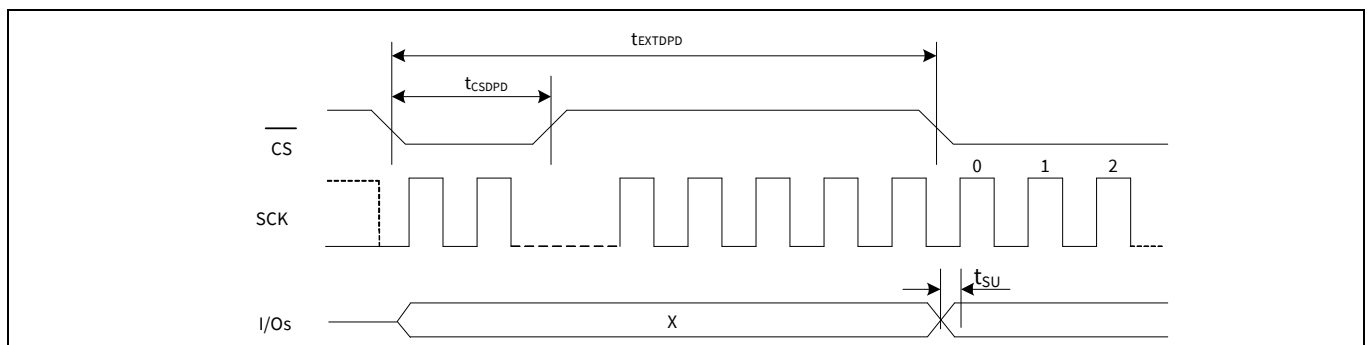 tEXTDPD
tCSDPD
CS
0 1 2
SCK
tSU
I/Os
X